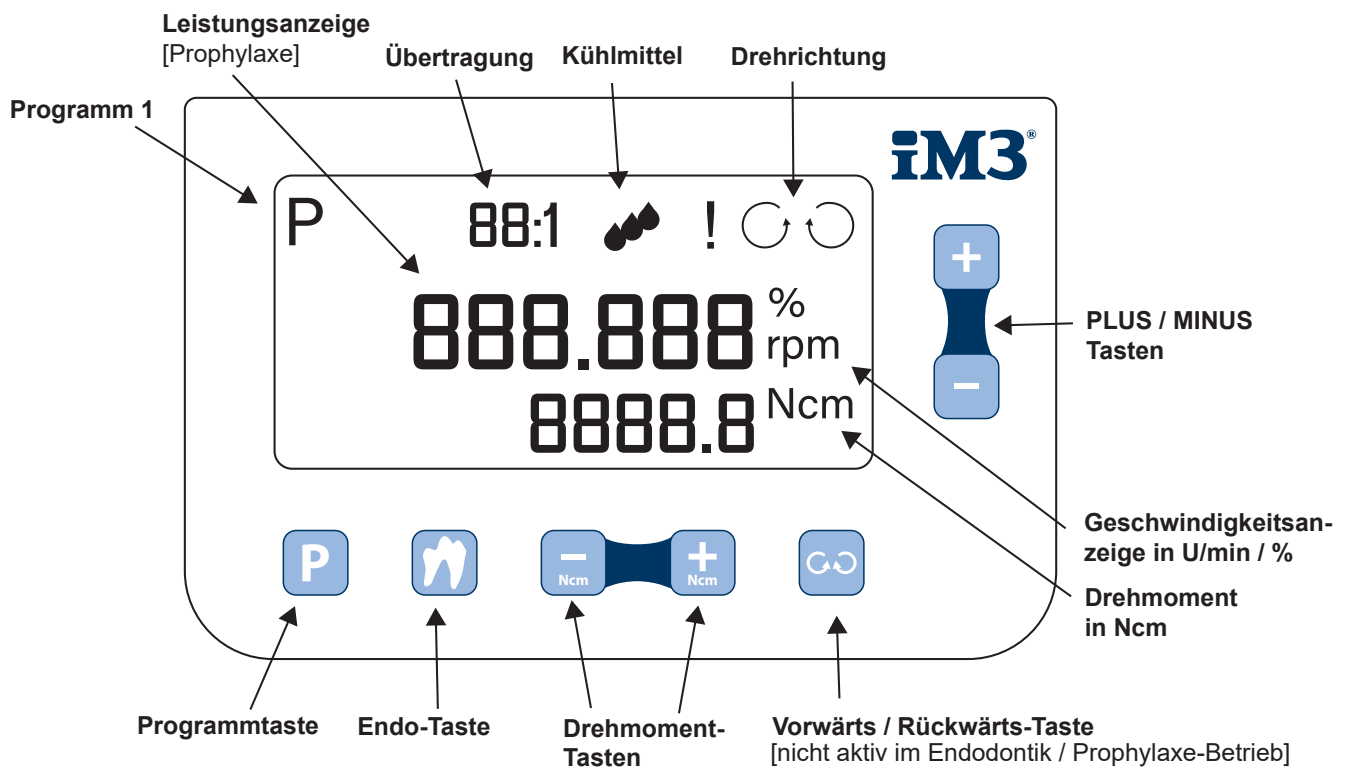 Leistungsanzeige
[Prophylaxe]
Übertragung
Kühlmittel
Drehrichtung
Programm 1
iM3®
P
88:1
!
888.888
%
rpm
8888.8
Ncm
+
-
PLUS / MINUS
Tasten
Geschwindigkeitsan-
zeige in U/min / %
Drehmoment
in Ncm
P
-
Ncm
+
Ncm
Programmtaste
Endo-Taste
Drehmoment-
Tasten
Vorwärts / Rückwärts-Taste
[nicht aktiv im Endodontik / Prophylaxe-Betrieb]